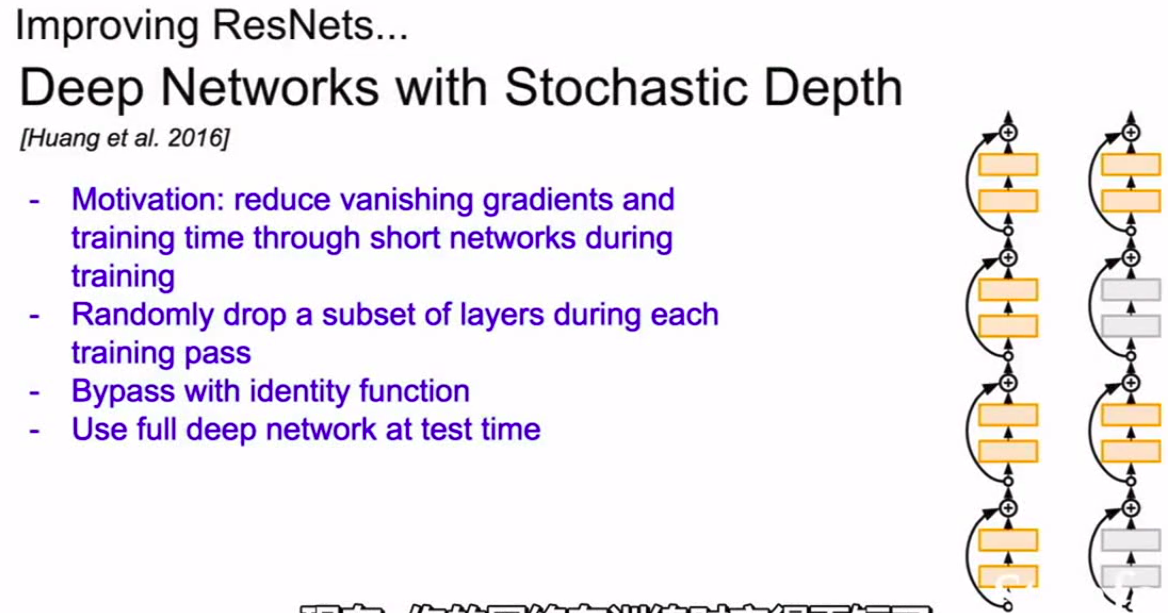 Improving ResNets...
Deep Networks with Stochastic Depth
[Huang et al. 2016]
- Motivation: reduce vanishing gradients and
training time through short networks during
training
- Randomly drop a subset of layers during each
training pass
- Bypass with identity function
- Use full deep network at test time